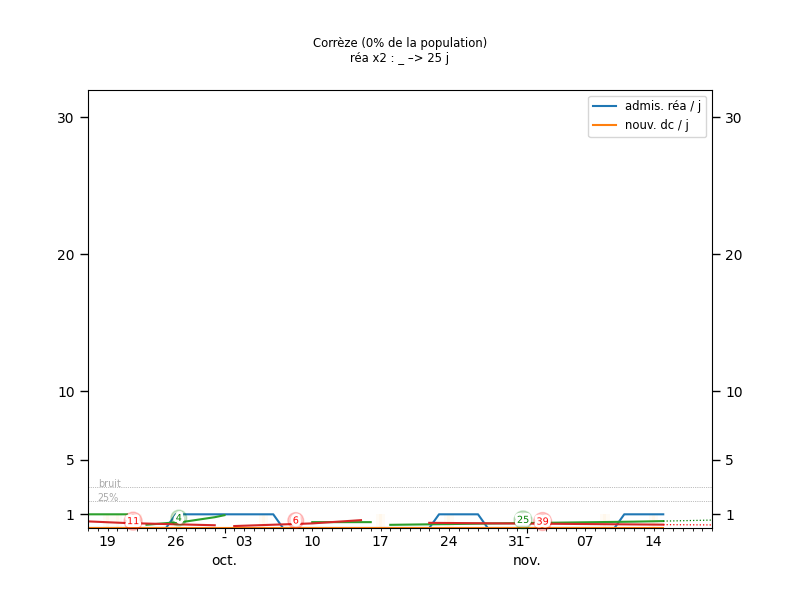 Corrèze (0% de la population)
réa x2 : _ –> 25 j
admis. réa / j
nouv. dc / j
30 30
20 20
10 10
5 5
bruit
25%
1 1
11 4 6 25 39
19 26 - 03 10 17 24 31 - 07 14
oct. nov.